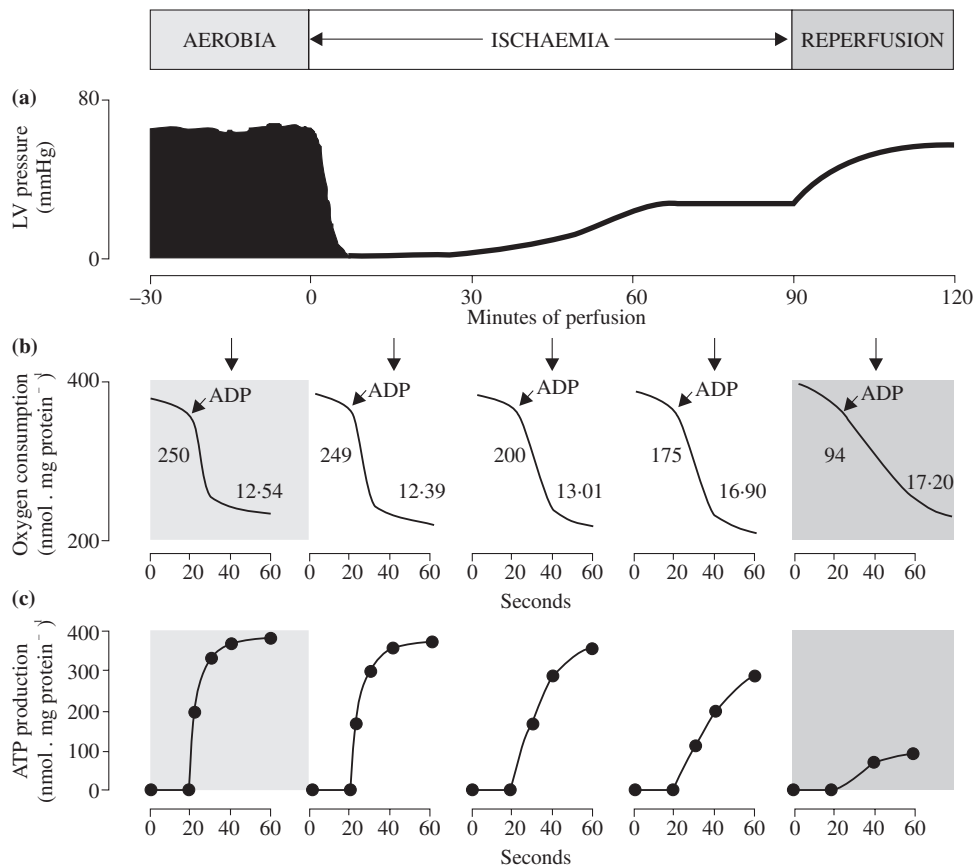 AEROBIA ISCHAEMIA REPERFUSION
(a)
LV pressure
(mmHg)
80
0
–30 0 30 60 90 120
Minutes of perfusion
(b)
Oxygen consumption
(nmol . mg protein⁻¹)
400
200
ADP ADP ADP ADP ADP
250 249 200 175 94
12·54 12·39 13·01 16·90 17·20
0 20 40 60 0 20 40 60 0 20 40 60 0 20 40 60 0 20 40 60
Seconds
(c)
ATP production
(nmol . mg protein⁻¹)
400
300
200
100
0
0 20 40 60 0 20 40 60 0 20 40 60 0 20 40 60 0 20 40 60
Seconds